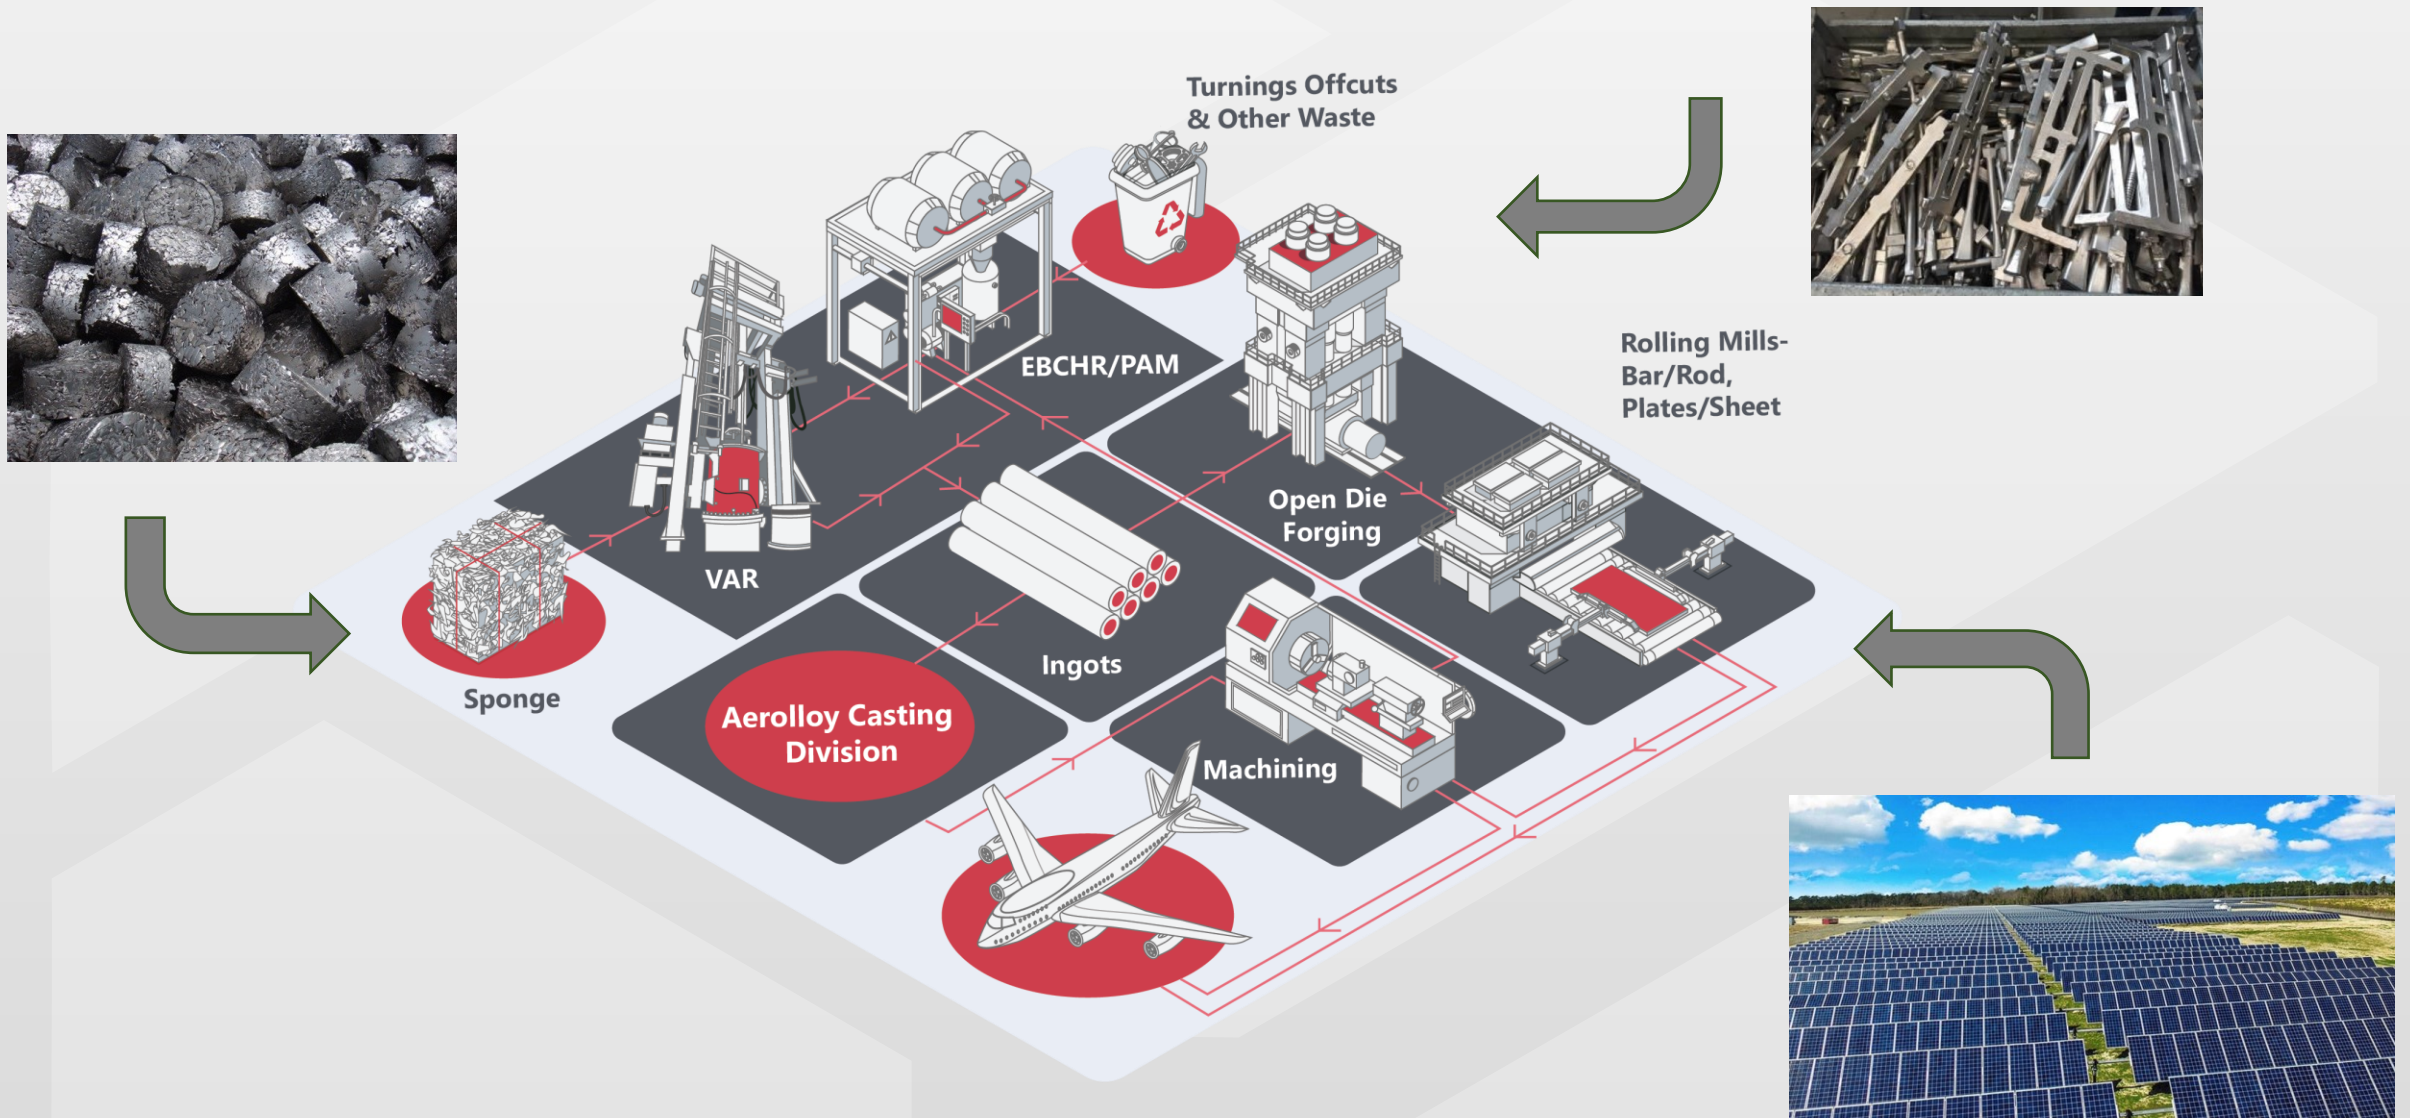 Turnings Offcuts
& Other Waste
Rolling Mills-
Bar/Rod,
Plates/Sheet
EBCHR/PAM
Open Die
Forging
VAR
Ingots
Sponge
Aerolloy Casting
Division
Machining